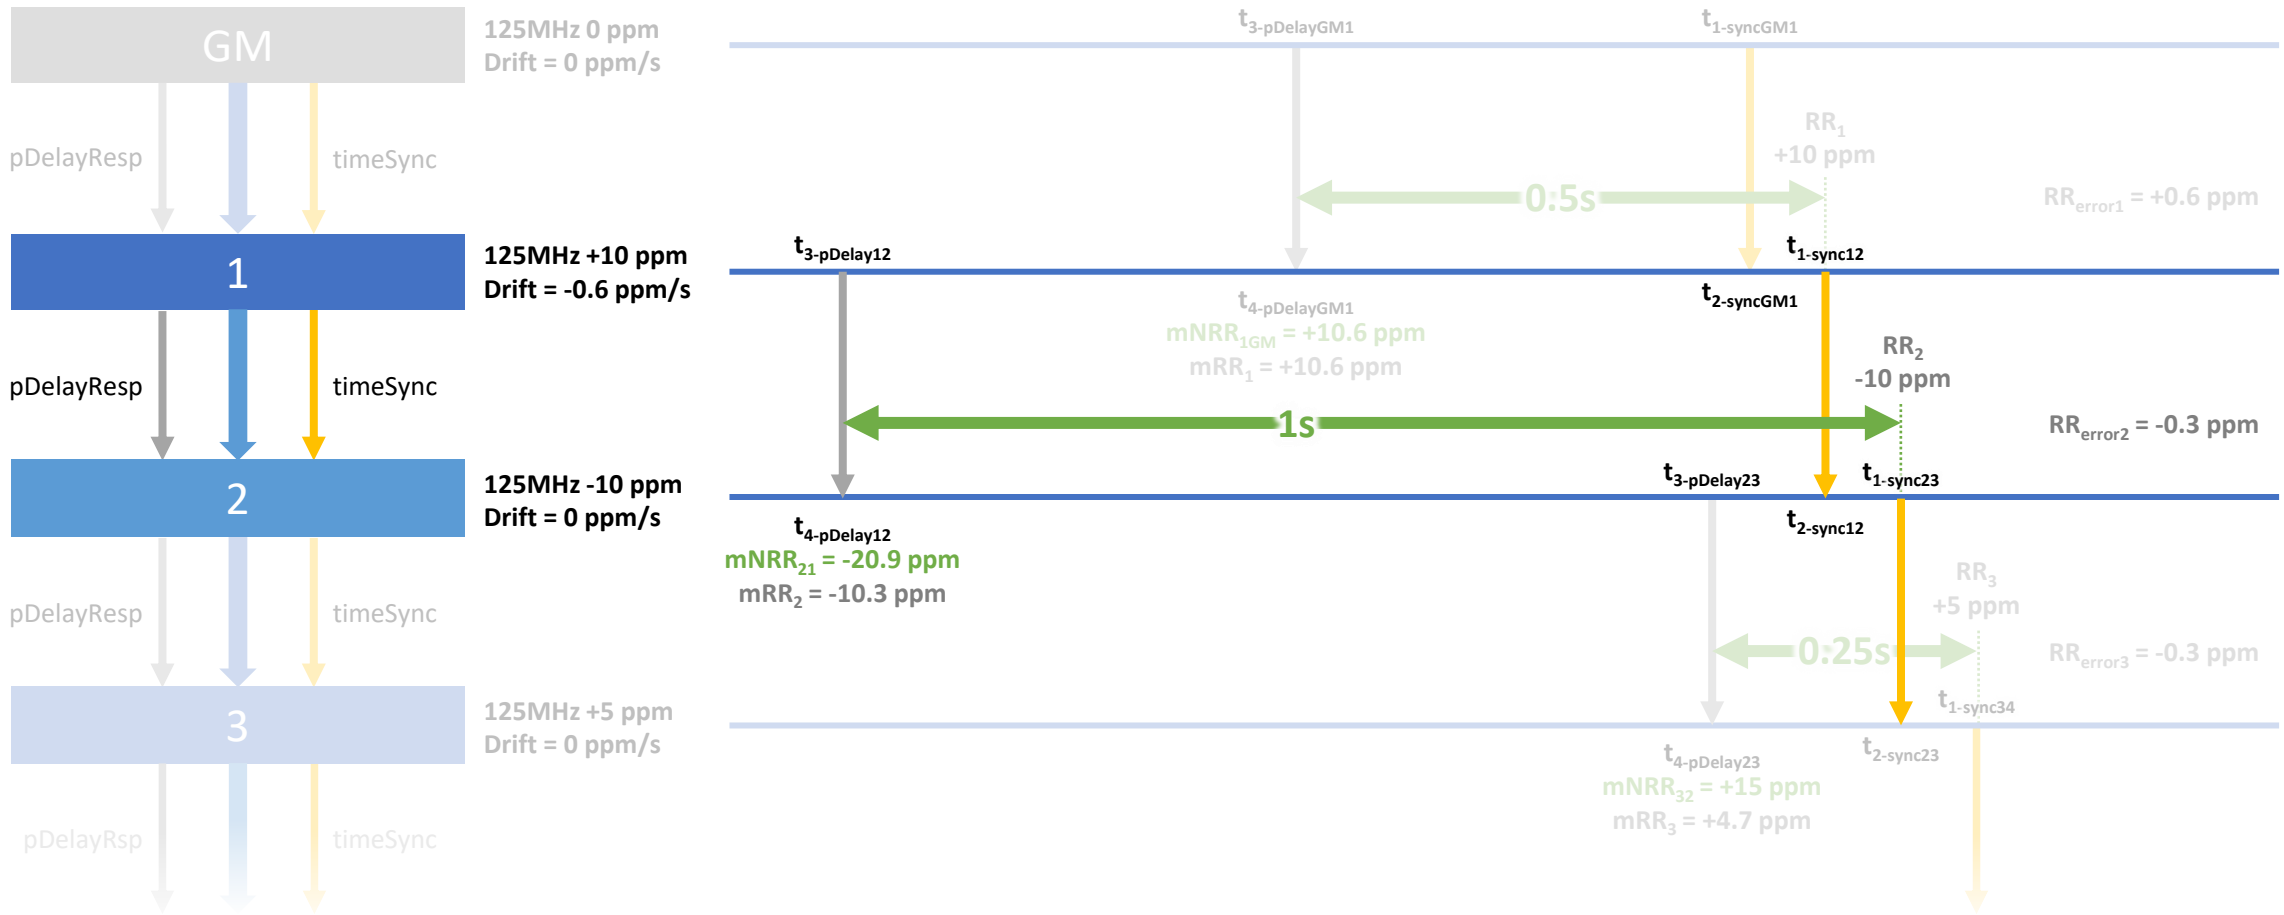 GM
125MHz 0 ppm
Drift = 0 ppm/s
t3-pDelayGM1
t1-syncGM1
pDelayResp
timeSync
RR1
+10 ppm
0.5s
RRerror1 = +0.6 ppm
1
125MHz +10 ppm
Drift = -0.6 ppm/s
t3-pDelay12
t1-sync12
t4-pDelayGM1
mNRR1GM = +10.6 ppm
mRR1 = +10.6 ppm
t2-syncGM1
pDelayResp
timeSync
RR2
-10 ppm
1s
RRerror2 = -0.3 ppm
2
125MHz -10 ppm
Drift = 0 ppm/s
t3-pDelay23
t1-sync23
t4-pDelay12
mNRR21 = -20.9 ppm
mRR2 = -10.3 ppm
t2-sync12
pDelayResp
timeSync
RR3
+5 ppm
0.25s
RRerror3 = -0.3 ppm
3
125MHz +5 ppm
Drift = 0 ppm/s
t1-sync34
t4-pDelay23
mNRR32 = +15 ppm
mRR3 = +4.7 ppm
t2-sync23
pDelayRsp
timeSync